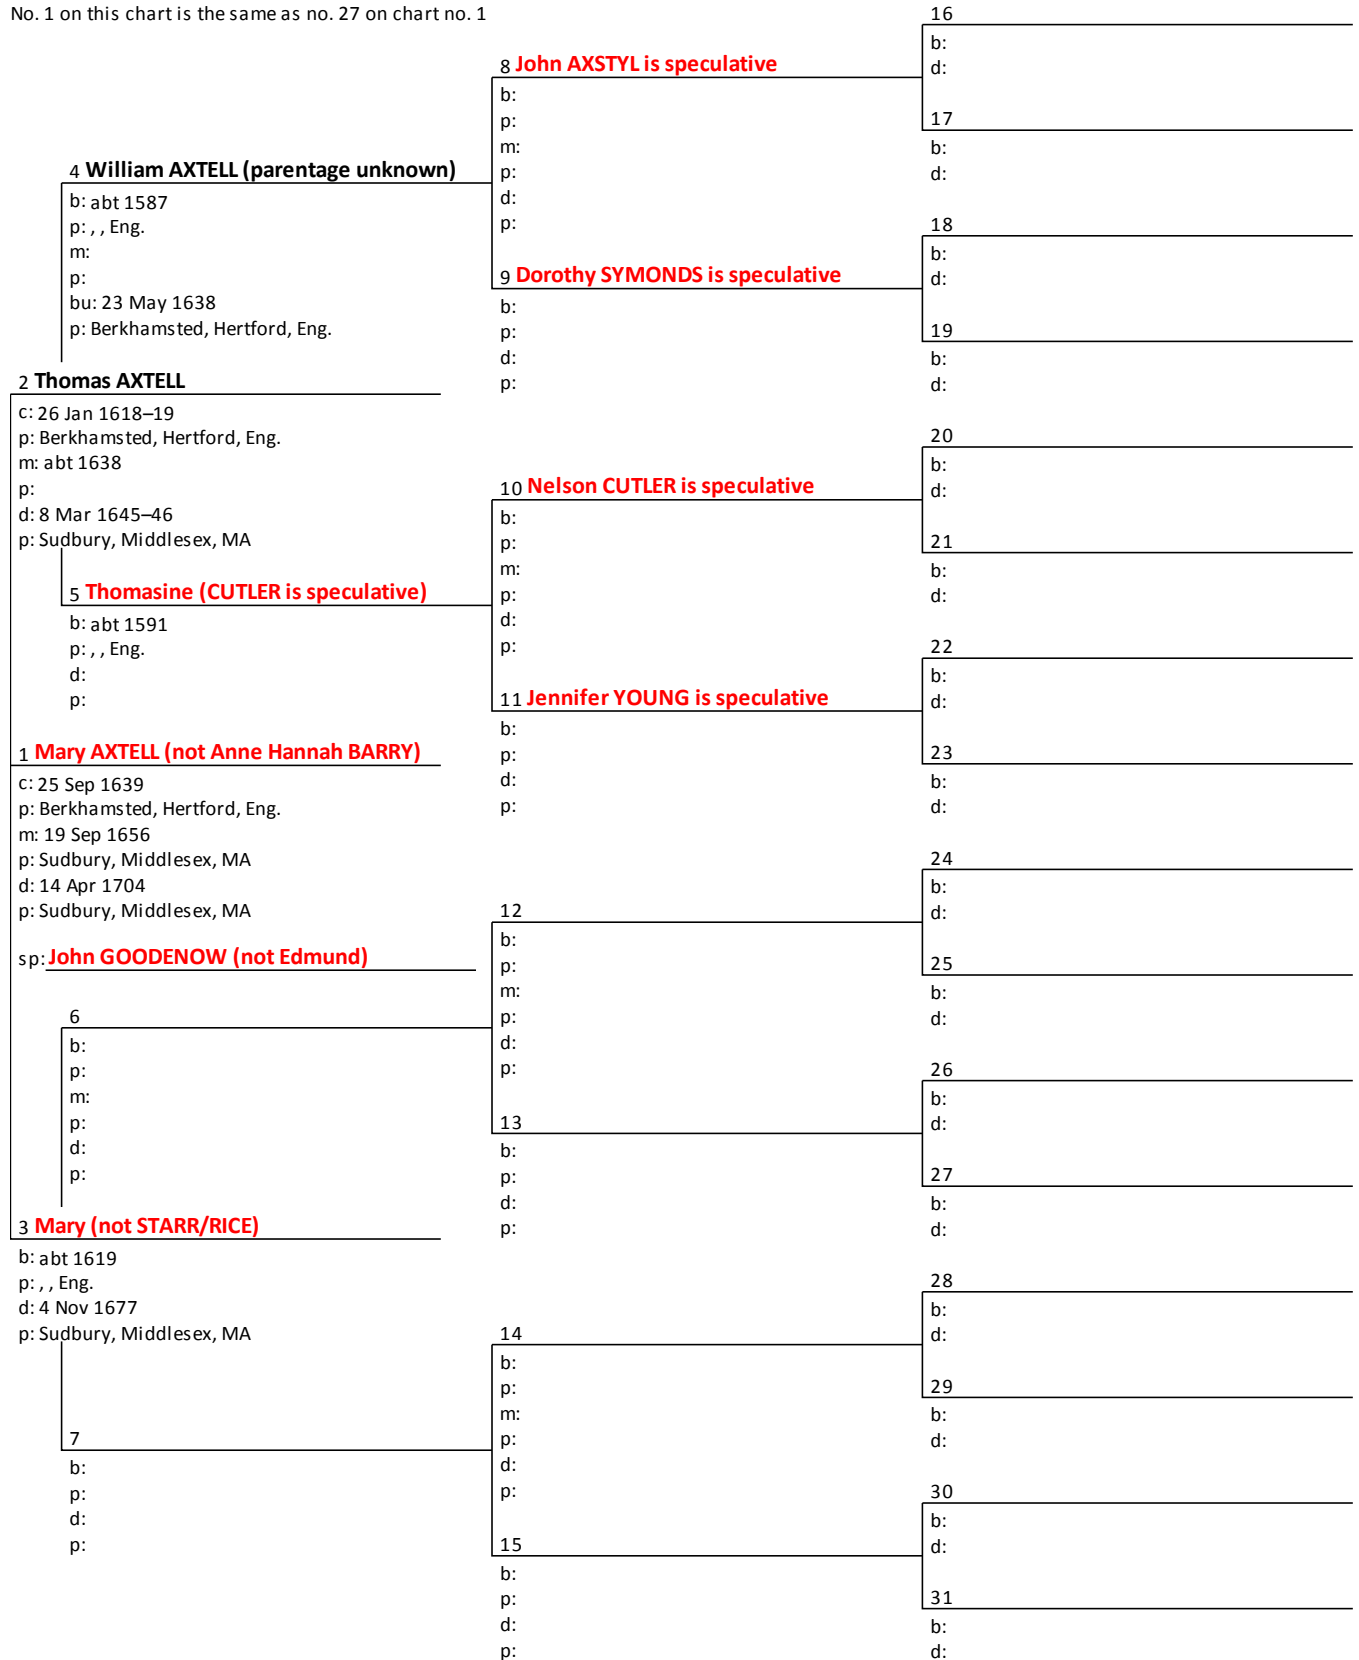 No. 1 on this chart is the same as no. 27 on chart no. 1
4 William AXTELL (parentage unknown)
b: abt 1587
p: , , Eng.
m:
p:
bu: 23 May 1638
p: Berkhamsted, Hertford, Eng.
2 Thomas AXTELL
c: 26 Jan 1618–19
p: Berkhamsted, Hertford, Eng.
m: abt 1638
p:
d: 8 Mar 1645–46
p: Sudbury, Middlesex, MA
5 Thomasine (CUTLER is speculative)
b: abt 1591
p: , , Eng.
d:
p:
1 Mary AXTELL (not Anne Hannah BARRY)
c: 25 Sep 1639
p: Berkhamsted, Hertford, Eng.
m: 19 Sep 1656
p: Sudbury, Middlesex, MA
d: 14 Apr 1704
p: Sudbury, Middlesex, MA
sp: John GOODENOW (not Edmund)
6
b:
p:
m:
p:
d:
p:
3 Mary (not STARR/RICE)
b: abt 1619
p: , , Eng.
d: 4 Nov 1677
p: Sudbury, Middlesex, MA
7
b:
p:
d:
p:
8 John AXSTYL is speculative
b:
p:
m:
p:
d:
p:
9 Dorothy SYMONDS is speculative
b:
p:
d:
p:
10 Nelson CUTLER is speculative
b:
p:
m:
p:
d:
p:
11 Jennifer YOUNG is speculative
b:
p:
d:
p:
12
b:
p:
m:
p:
d:
p:
13
b:
p:
d:
p:
14
b:
p:
m:
p:
d:
p:
15
b:
p:
d:
p:
16
b:
d:
17
b:
d:
18
b:
d:
19
b:
d:
20
b:
d:
21
b:
d:
22
b:
d:
23
b:
d:
24
b:
d:
25
b:
d:
26
b:
d:
27
b:
d:
28
b:
d:
29
b:
d:
30
b:
d:
31
b:
d: